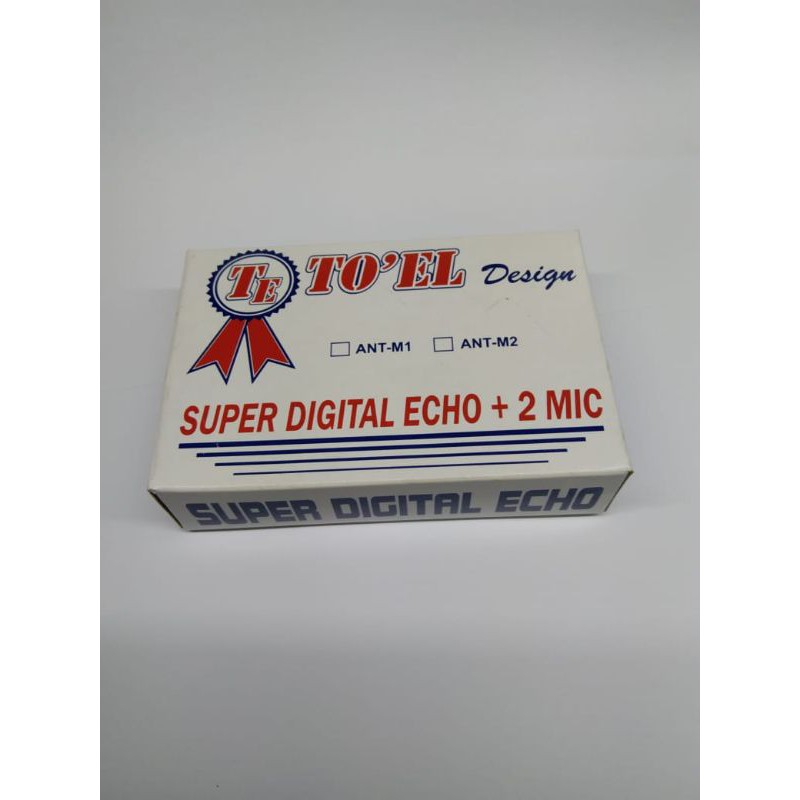 TE TO'EL Design
ANT-M1 ANT-M2
SUPER DIGITAL ECHO + 2 MIC
SUPER DIGITAL ECHO